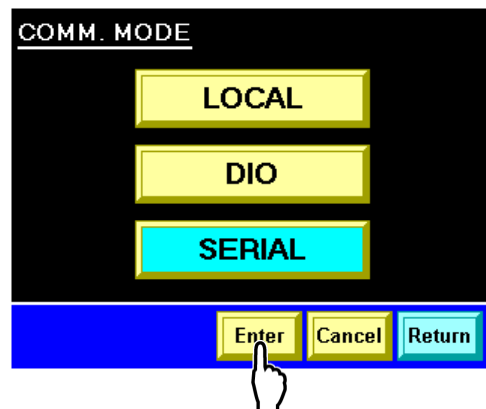 COMM. MODE
LOCAL
DIO
SERIAL
Enter Cancel Return